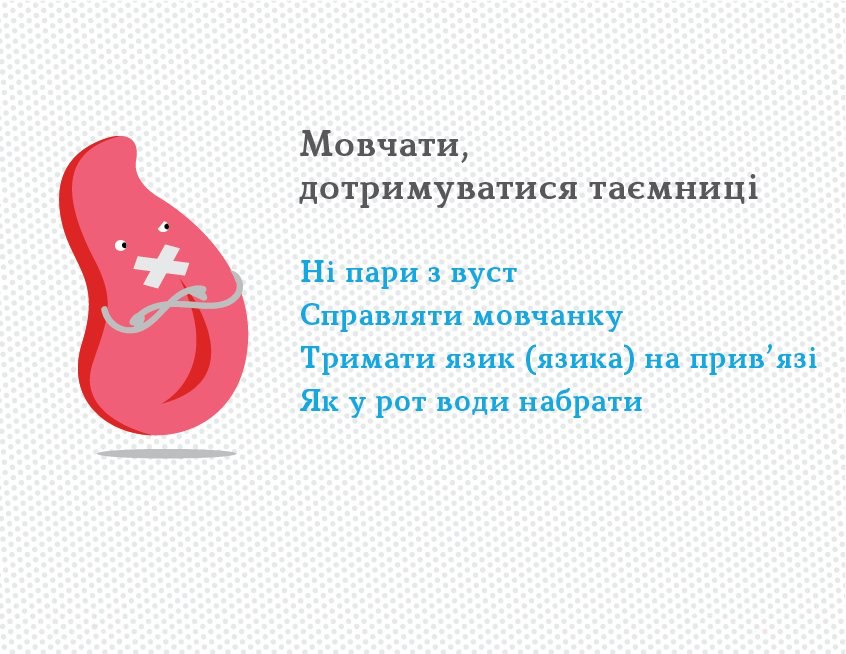 Мовчати,
дотримуватися таємниці
Ні пари з вуст
Справляти мовчанку
Тримати язик (язика) на прив’язі
Як у рот води набрати